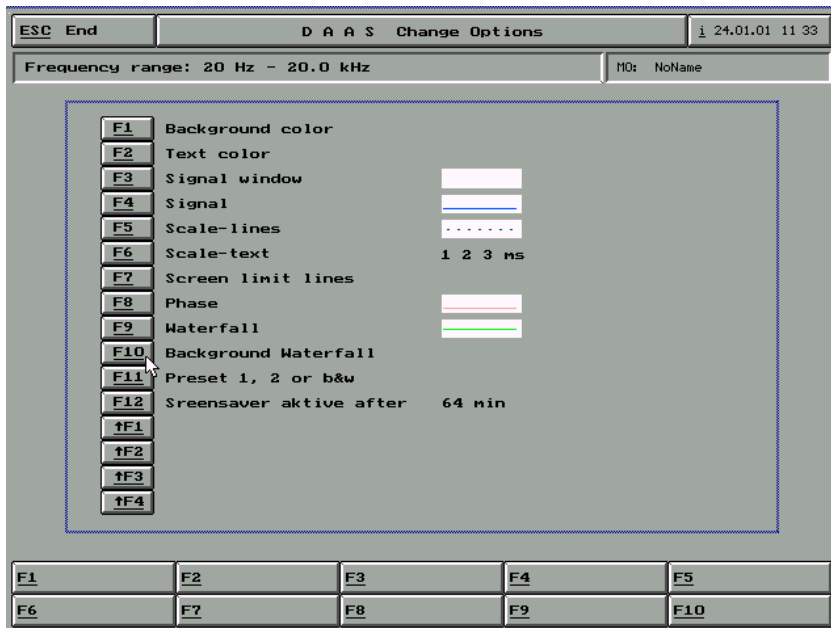 ESC End
D A A S Change Options
i 24.01.01 11 33
Frequency range: 20 Hz - 20.0 kHz
MO: NoName
F1 Background color
F2 Text color
F3 Signal window
F4 Signal
F5 Scale-lines
F6 Scale-text 1 2 3 ms
F7 Screen limit lines
F8 Phase
F9 Waterfall
F10 Background Waterfall
F11 Preset 1, 2 or b&w
F12 Sreensaver aktive after 64 min
↑F1
↑F2
↑F3
↑F4
F1 F2 F3 F4 F5
F6 F7 F8 F9 F10